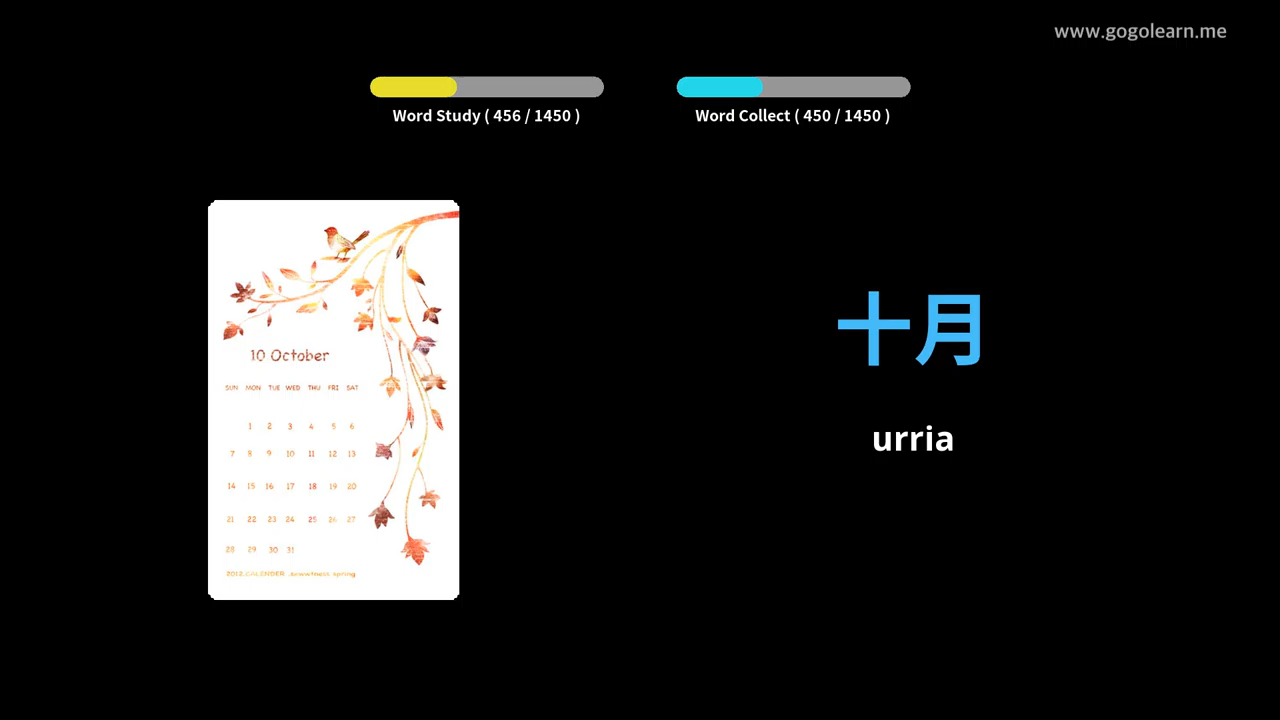 www.gogolearn.me
Word Study ( 456 / 1450 )
Word Collect ( 450 / 1450 )
10 October
SUN MON TUE WED THU FRI SAT
1 2 3 4 5 6
7 8 9 10 11 12 13
14 15 16 17 18 19 20
21 22 23 24 25 26 27
28 29 30 31
2012.CALENDER
十月
urria